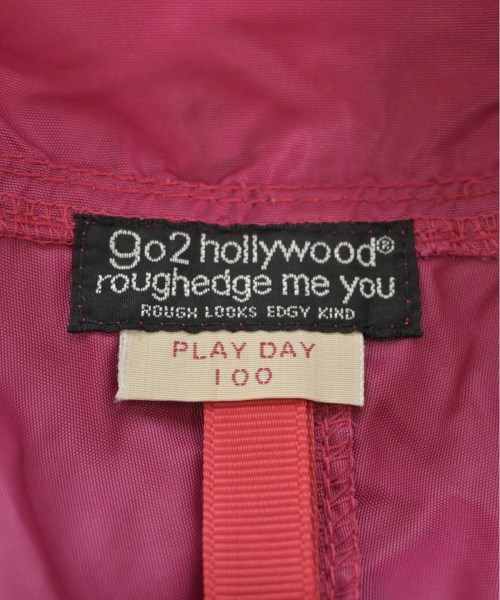 go2 hollywood®
roughedge me you
ROUGH LOOKS EDGY KIND
PLAY DAY
100